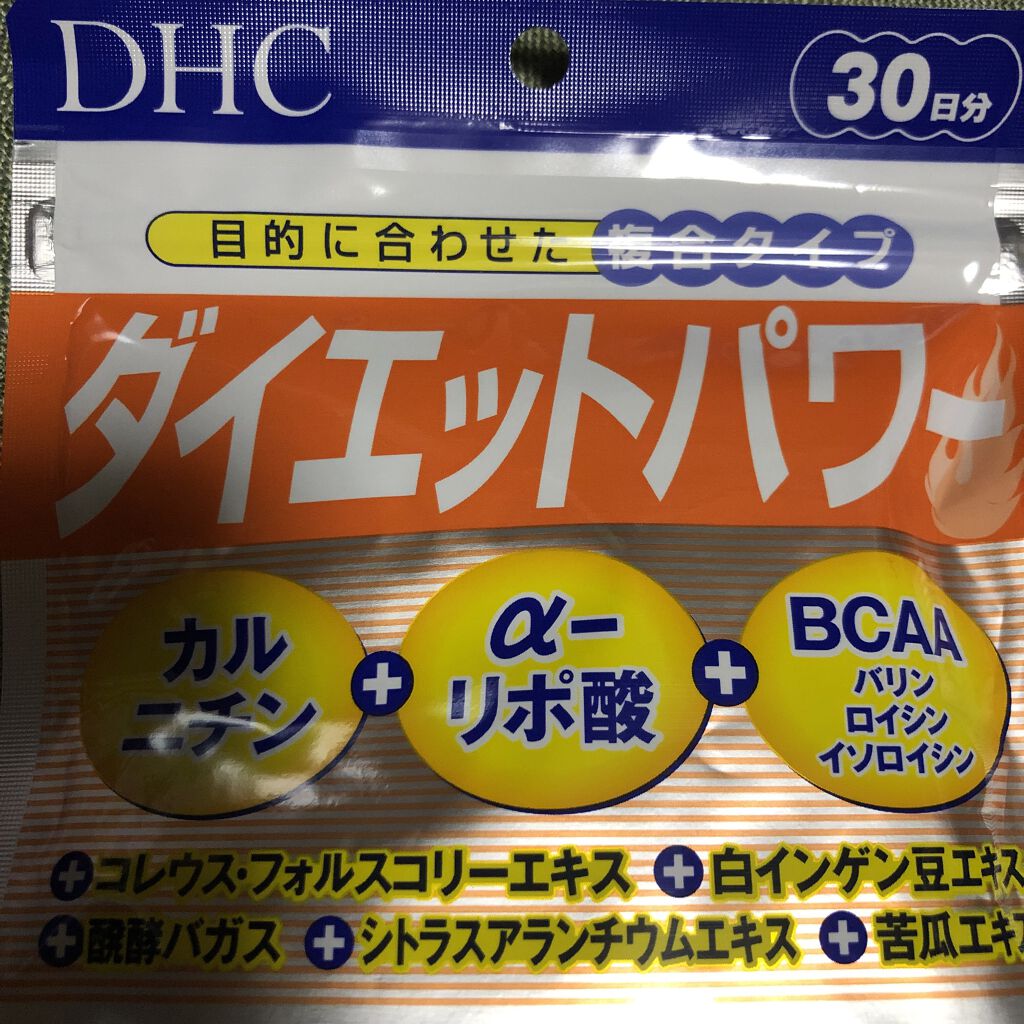 DHC
30日分
目的に合わせた 複合タイプ
ダイエットパワー
カル
ニチン
+
α-
リポ酸
+
BCAA
バリン
ロイシン
イソロイシン
+コレウス・フォルスコリーエキス +白インゲン豆エキス
+醗酵バガス +シトラスアランチウムエキス +苦瓜エキス